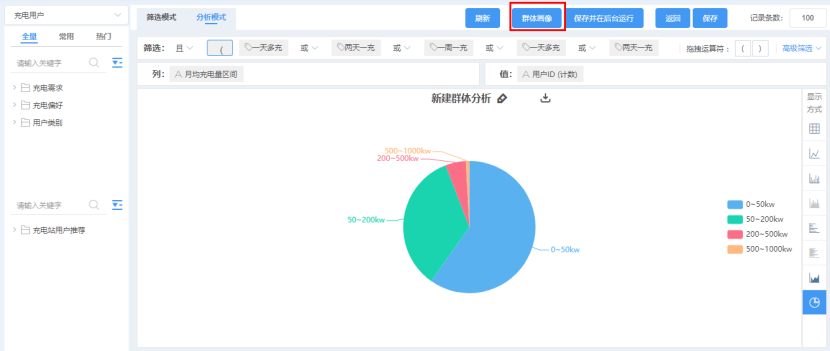 充电用户
全量 常用 热门
请输入关键字
充电需求
充电偏好
用户类别
请输入关键字
充电站用户推荐
筛选模式 分析模式
刷新 群体画像 保存并在后台运行 返回 保存 记录条数： 100
筛选： 且 ( 一天多充 或 两天一充 或 一周一充 或 一天多充 或 两天一充 拖拽运算符： ( ) 高级筛选
列： A 月均充电量区间 值： A 用户ID (计数)
新建群体分析
显示
方式
500~1000kw
200~500kw
50~200kw
0~50kw
0~50kw
50~200kw
200~500kw
500~1000kw